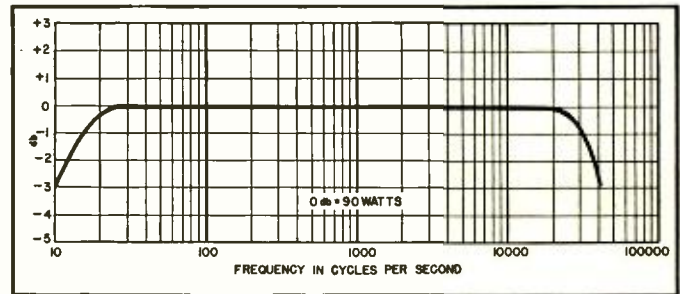 +3
+2
+1
0
db
-1
-2
-3
-4
-5
0 db = 90 WATTS
10 100 1000 10000 100000
FREQUENCY IN CYCLES PER SECOND